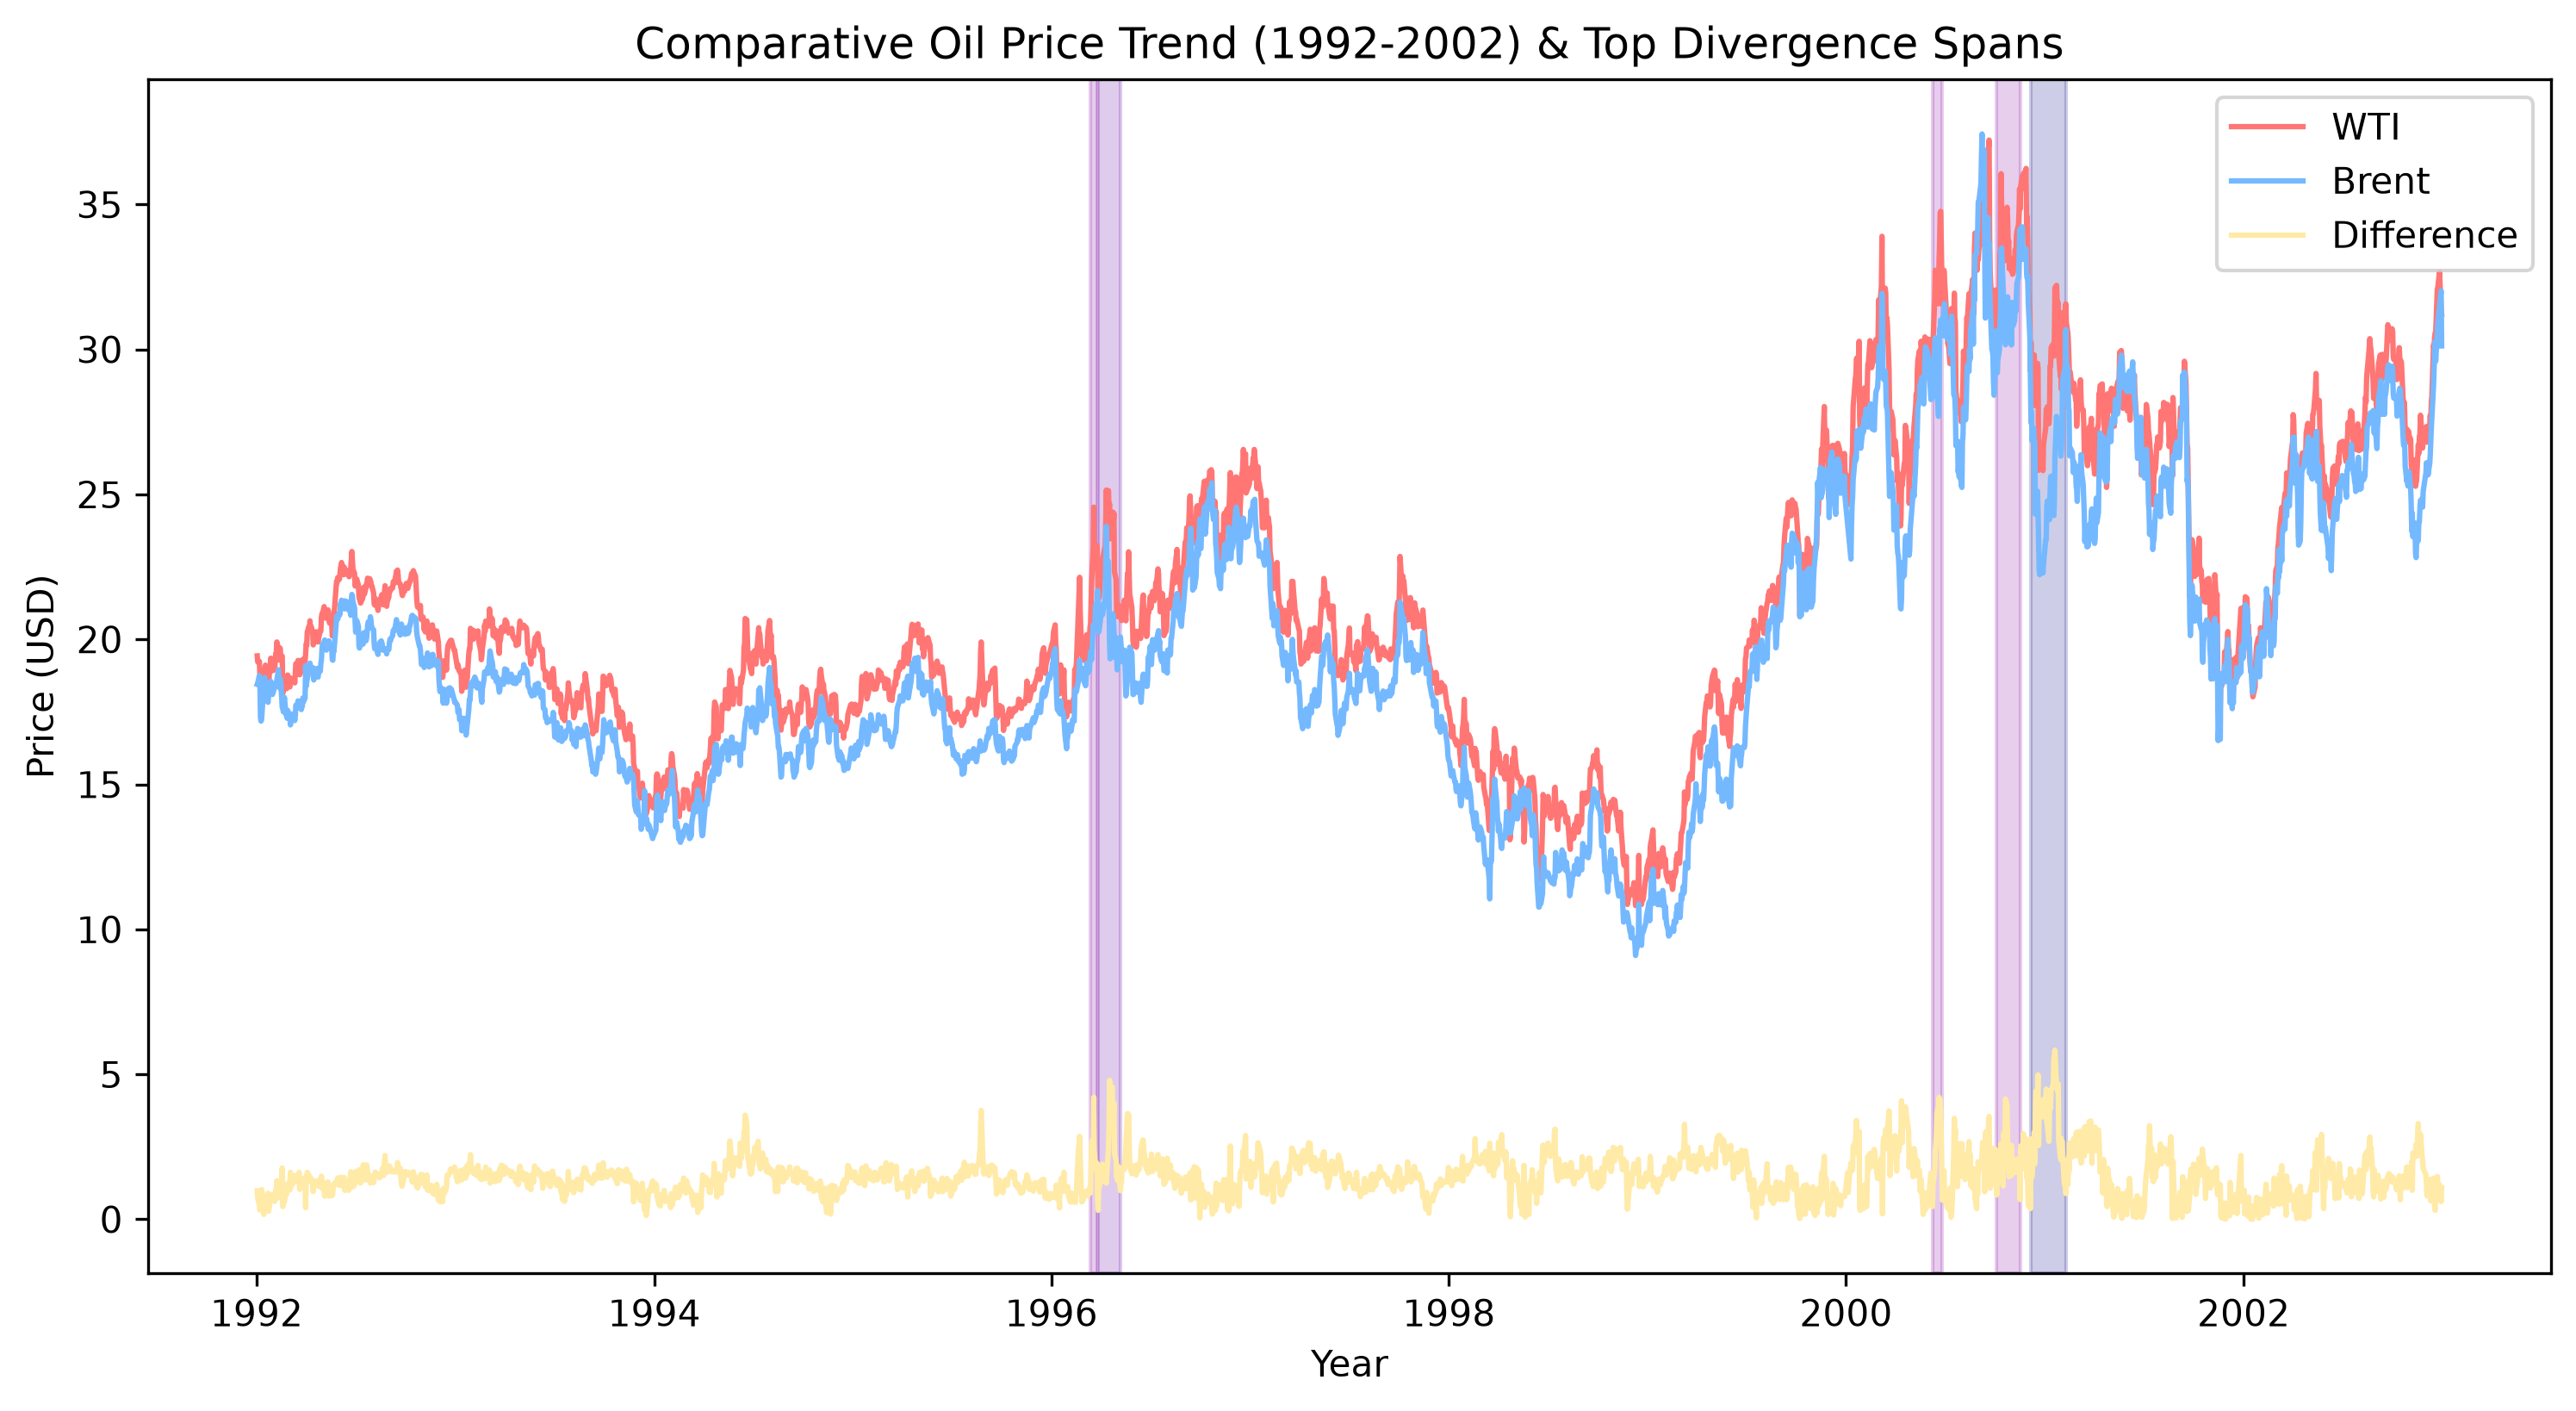 Comparative Oil Price Trend (1992-2002) & Top Divergence Spans
WTI
Brent
Difference
Price (USD)
35
30
25
20
15
10
5
0
1992 1994 1996 1998 2000 2002
Year